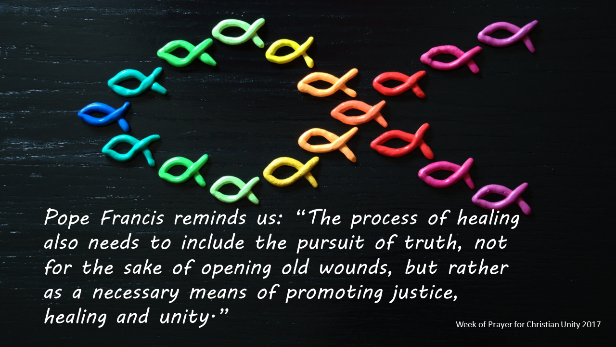 Pope Francis reminds us: “The process of healing
also needs to include the pursuit of truth, not
for the sake of opening old wounds, but rather
as a necessary means of promoting justice,
healing and unity.”
Week of Prayer for Christian Unity 2017